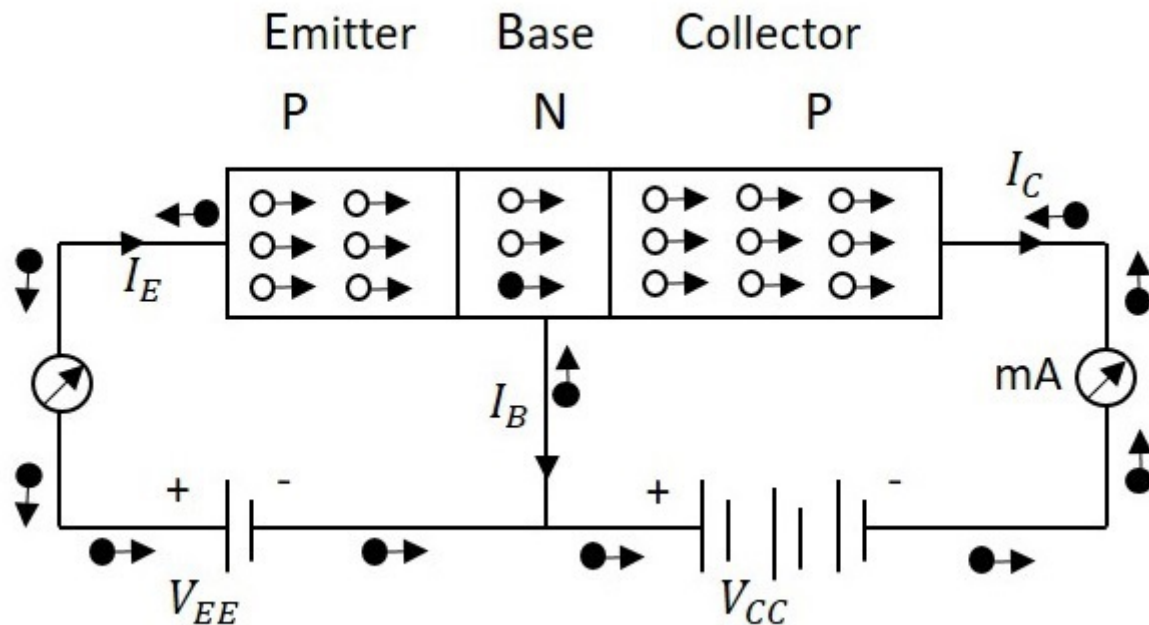 Emitter Base Collector
P N P
I_E I_C
I_B mA
+ - + -
V_EE V_CC